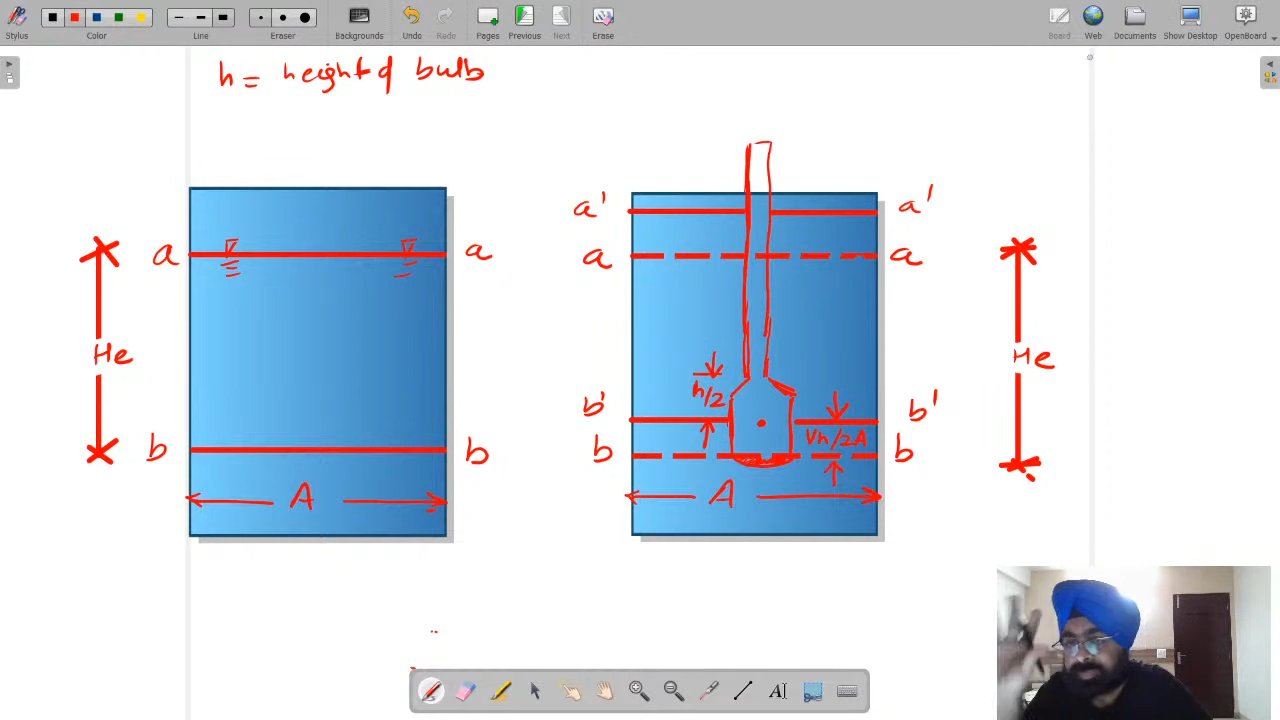 Stylus Color Line Eraser Backgrounds Undo Redo Pages Previous Next Erase Board Web Documents Show Desktop OpenBoard
h = height of bulb
a' a'
a a a a
He He
h/2
b' b'
Vh/2A
b b b b
A A